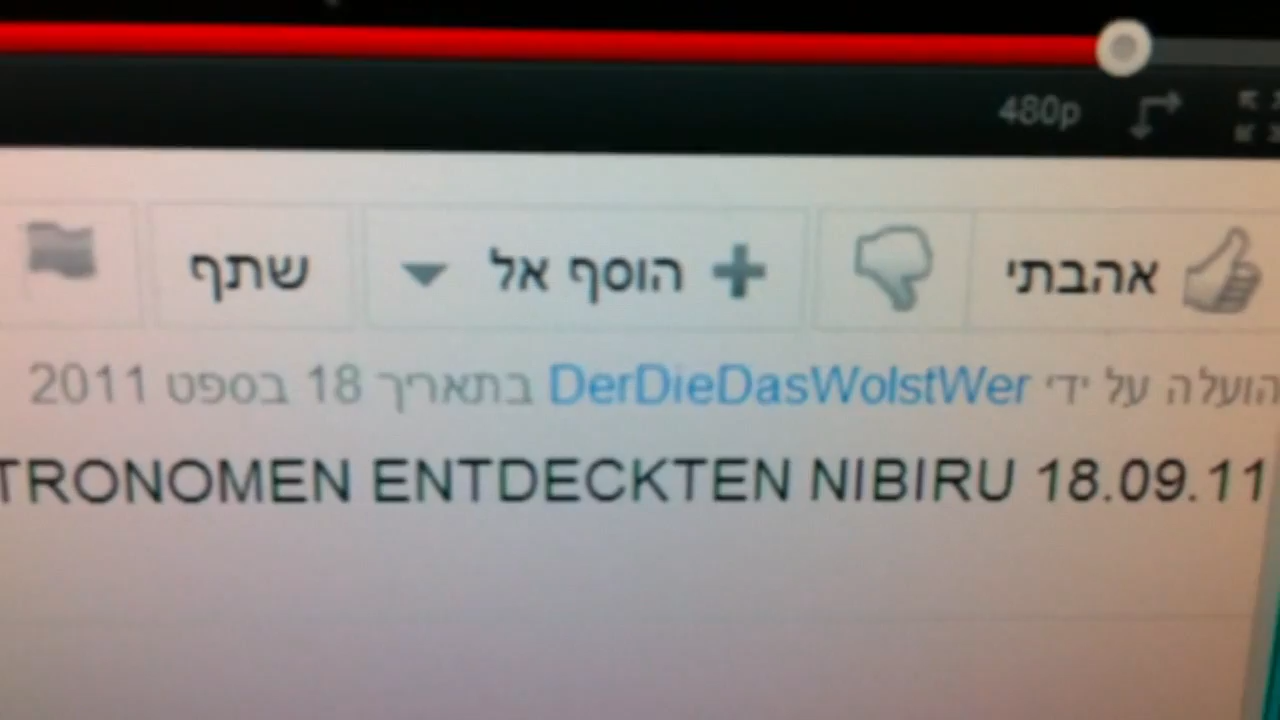 480p
אהבתי
הוסף אל
שתף
הועלה על ידי DerDieDasWolstWer בתאריך 18 בספט 2011
TRONOMEN ENTDECKTEN NIBIRU 18.09.11